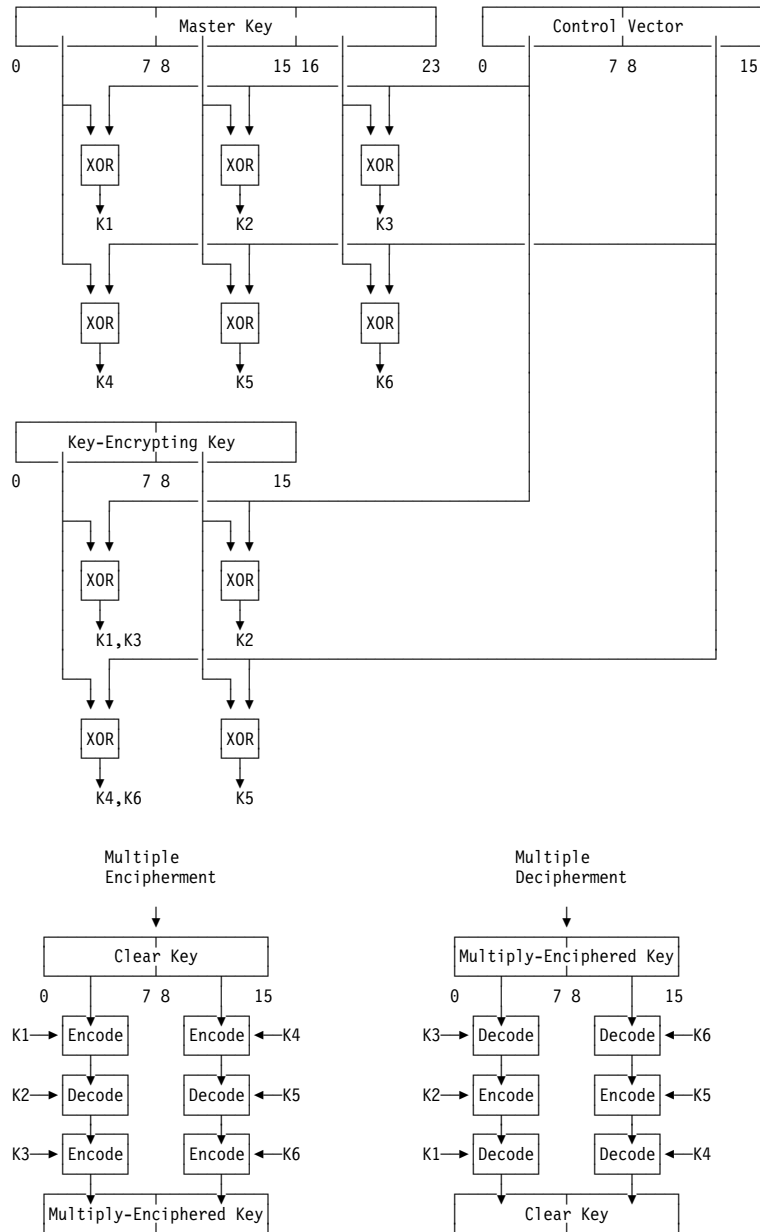 Master Key Control Vector
0 7 8 15 16 23 0 7 8 15
XOR XOR XOR
K1 K2 K3
XOR XOR XOR
K4 K5 K6
Key-Encrypting Key
0 7 8 15
XOR XOR
K1,K3 K2
XOR XOR
K4,K6 K5
Multiple Multiple
Encipherment Decipherment
Clear Key Multiply-Enciphered Key
0 7 8 15 0 7 8 15
K1 Encode Encode K4 K3 Decode Decode K6
K2 Decode Decode K5 K2 Encode Encode K5
K3 Encode Encode K6 K1 Decode Decode K4
Multiply-Enciphered Key Clear Key